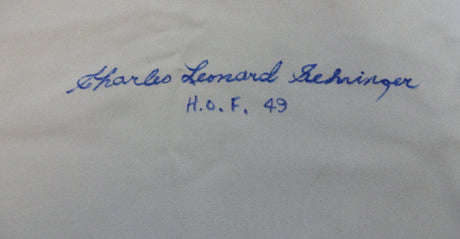 Charles Leonard Gehringer
H.O.F. 49